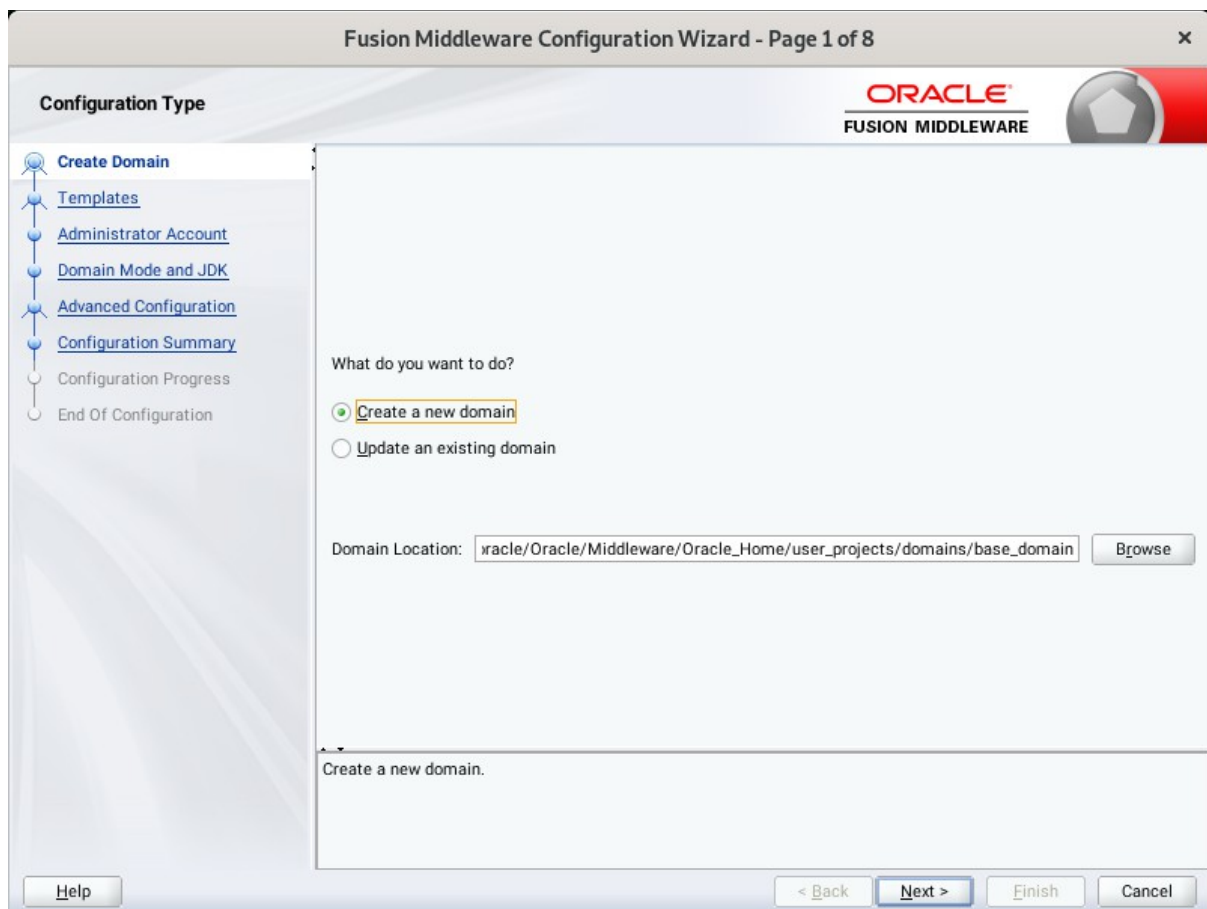 Fusion Middleware Configuration Wizard - Page 1 of 8
Configuration Type
ORACLE
FUSION MIDDLEWARE
Create Domain
Templates
Administrator Account
Domain Mode and JDK
Advanced Configuration
Configuration Summary
Configuration Progress
End Of Configuration
What do you want to do?
Create a new domain
Update an existing domain
Domain Location: racle/Oracle/Middleware/Oracle_Home/user_projects/domains/base_domain Browse
Create a new domain.
Help < Back Next > Finish Cancel